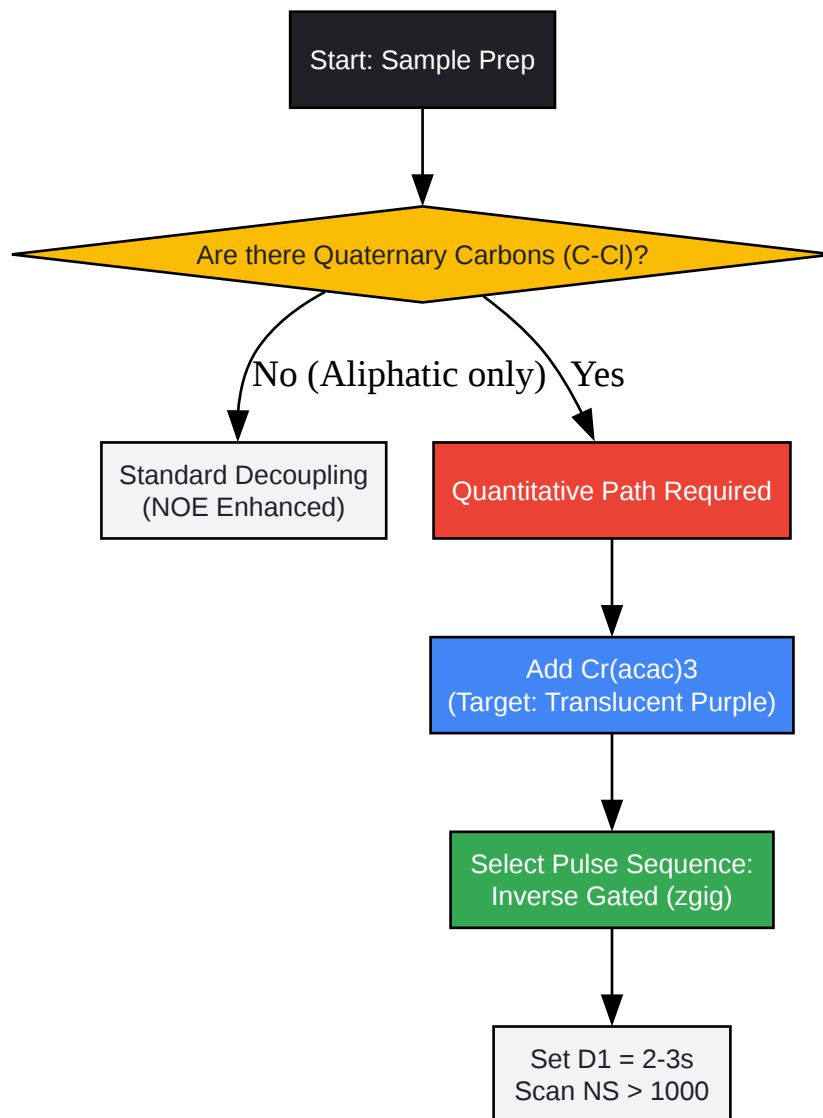 Start: Sample Prep
Are there Quaternary Carbons (C-Cl)?
No (Aliphatic only)
Yes
Standard Decoupling
(NOE Enhanced)
Quantitative Path Required
Add Cr(acac)3
(Target: Translucent Purple)
Select Pulse Sequence:
Inverse Gated (zgig)
Set D1 = 2-3s
Scan NS > 1000